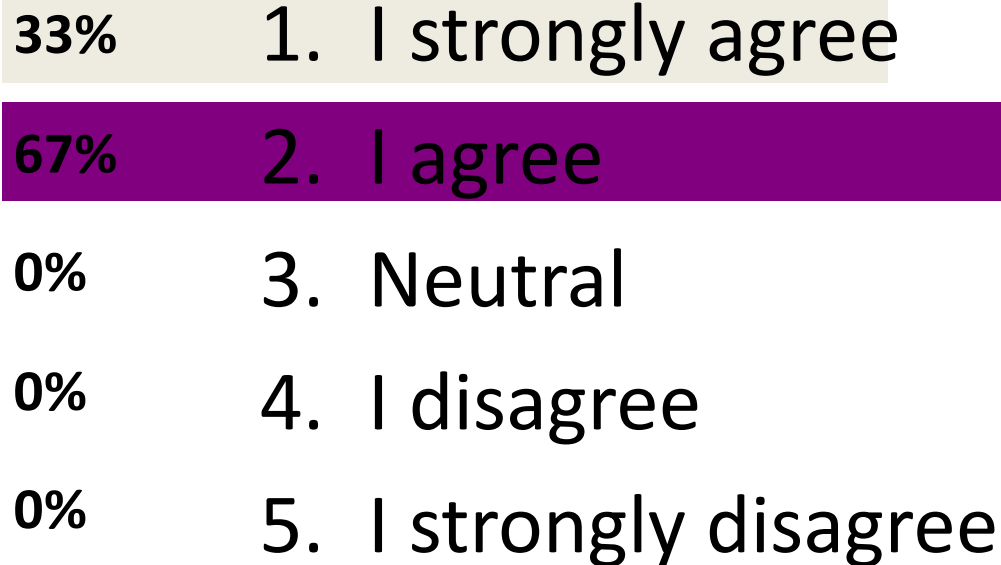 33% 1. I strongly agree
67% 2. I agree
0% 3. Neutral
0% 4. I disagree
0% 5. I strongly disagree